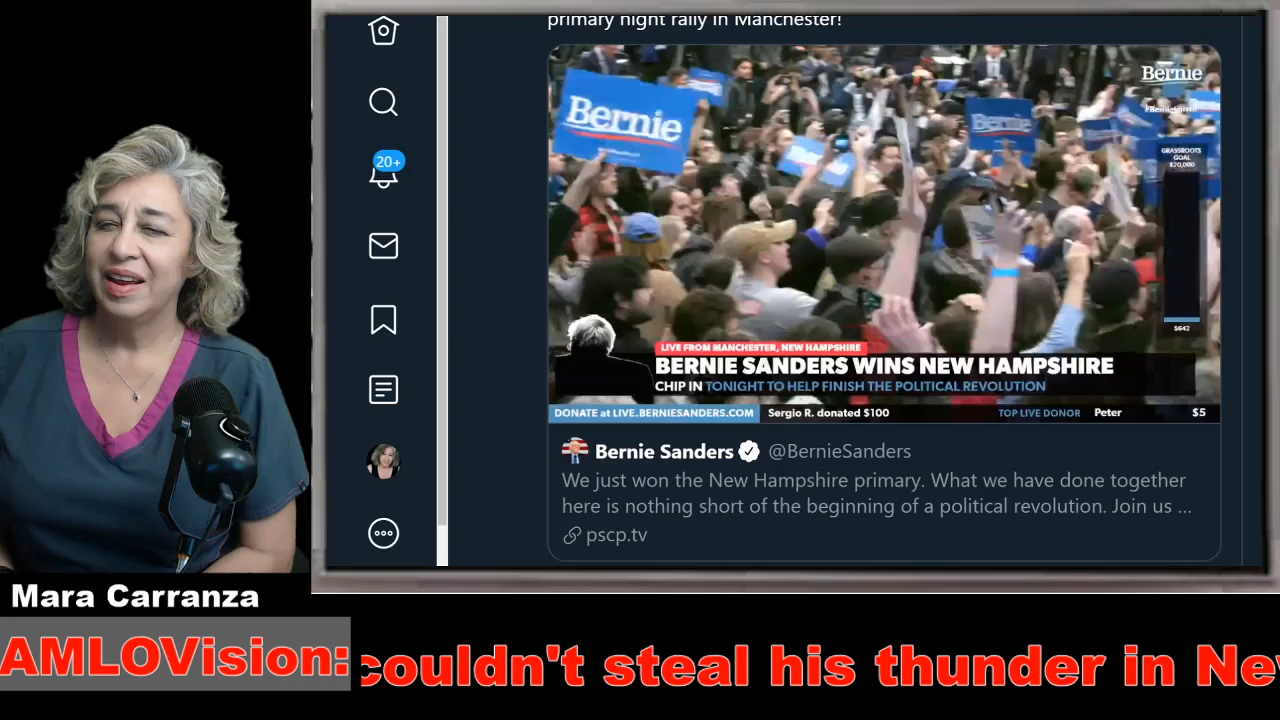 primary night rally in Manchester!
20+
Bernie
Bernie
Bernie
GRASSROOTS
GOAL
$20,000
$642
LIVE FROM MANCHESTER, NEW HAMPSHIRE
BERNIE SANDERS WINS NEW HAMPSHIRE
CHIP IN TONIGHT TO HELP FINISH THE POLITICAL REVOLUTION
DONATE at LIVE.BERNIESANDERS.COM Sergio R. donated $100 TOP LIVE DONOR Peter $5
Bernie Sanders @BernieSanders
We just won the New Hampshire primary. What we have done together
here is nothing short of the beginning of a political revolution. Join us ...
pscp.tv
Mara Carranza
AMLOVision: couldn't steal his thunder in Ne